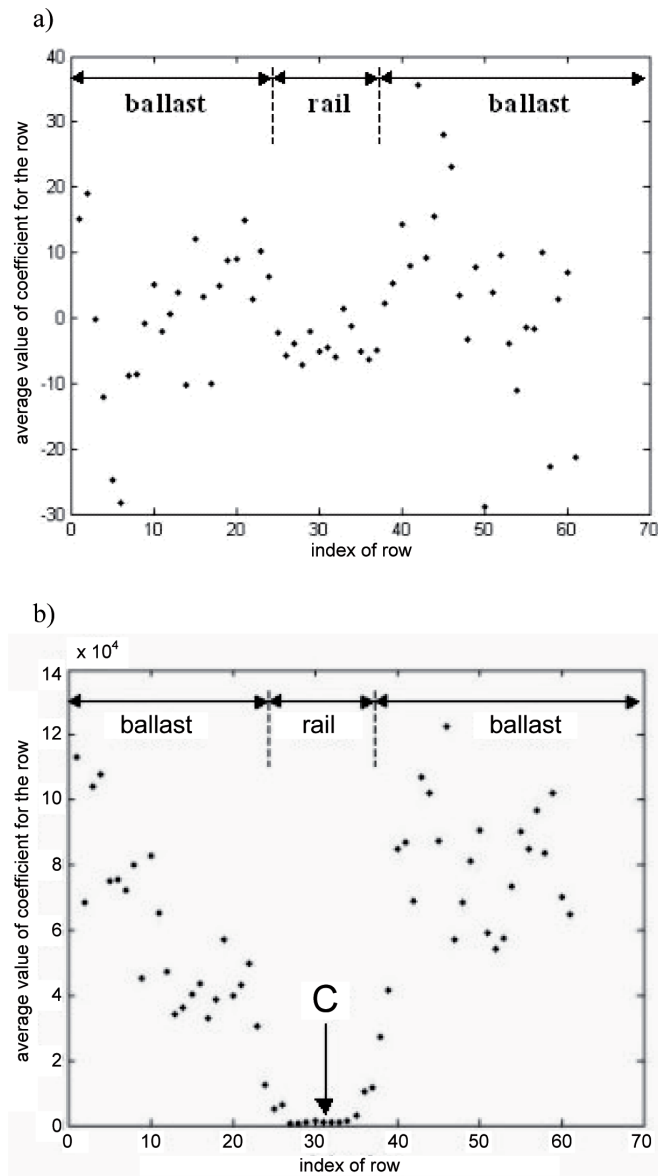 a)
40
30
20
10
0
-10
-20
-30
ballast rail ballast
average value of coefficient for the row
0 10 20 30 40 50 60 70
index of row
b)
x 10⁴
14
12
10
8
6
4
2
0
ballast rail ballast
C
average value of coefficient for the row
0 10 20 30 40 50 60 70
index of row